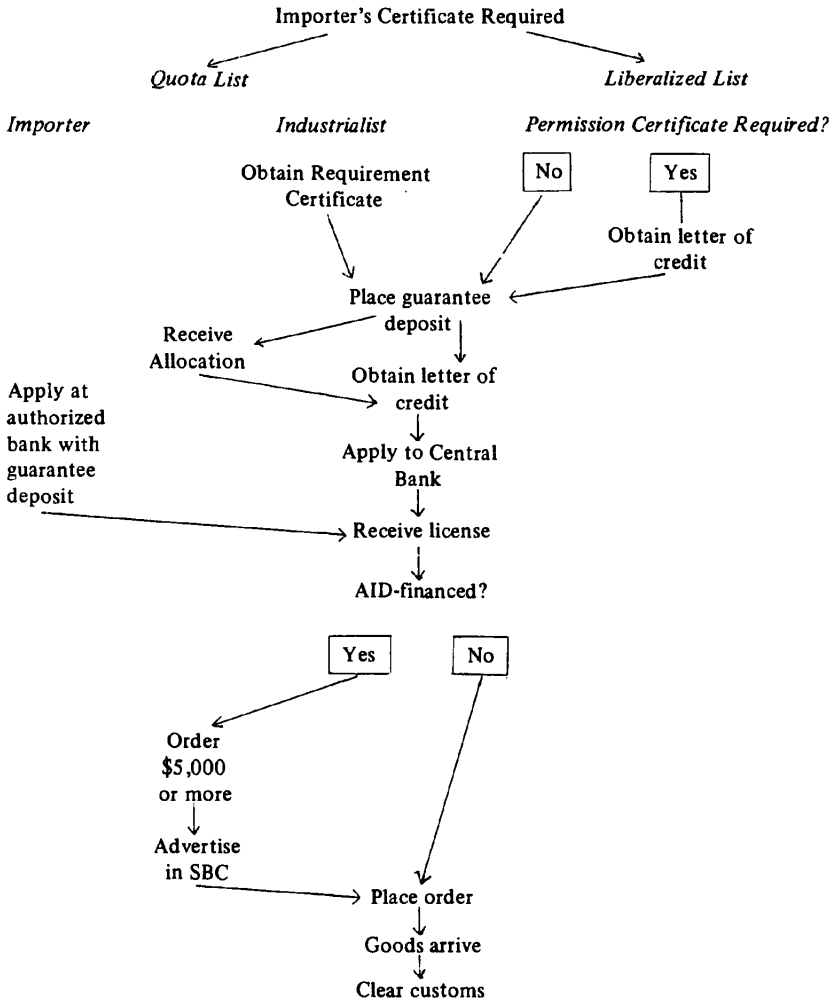 Importer's Certificate Required
Quota List
Liberalized List
Importer
Industrialist
Permission Certificate Required?
Obtain Requirement
Certificate
No
Yes
Obtain letter of
credit
Place guarantee
deposit
Receive
Allocation
Obtain letter of
credit
Apply at
authorized
bank with
guarantee
deposit
Apply to Central
Bank
Receive license
AID-financed?
Yes
No
Order
$5,000
or more
Advertise
in SBC
Place order
Goods arrive
Clear customs